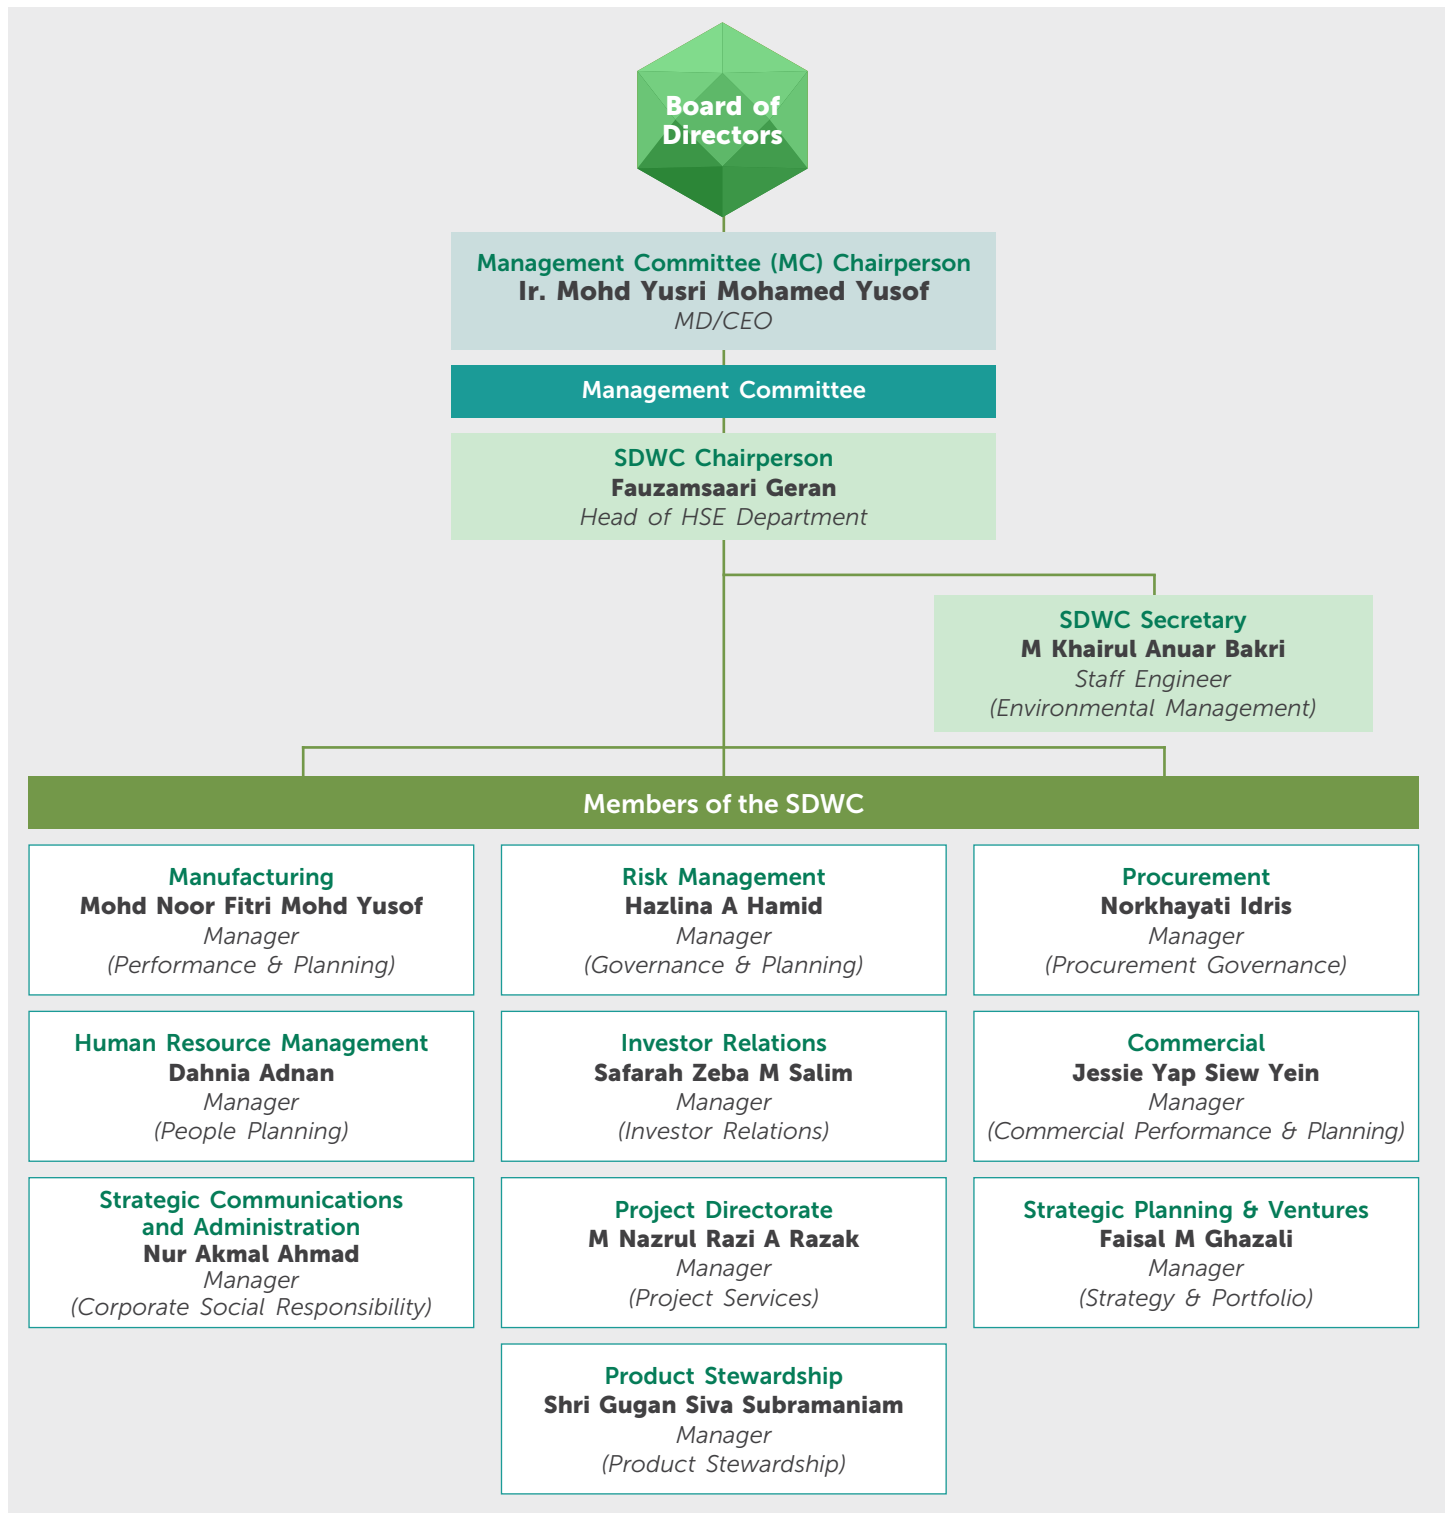 Board of
Directors
Management Committee (MC) Chairperson
Ir. Mohd Yusri Mohamed Yusof
MD/CEO
Management Committee
SDWC Chairperson
Fauzamsaari Geran
Head of HSE Department
SDWC Secretary
M Khairul Anuar Bakri
Staff Engineer
(Environmental Management)
Members of the SDWC
Manufacturing
Mohd Noor Fitri Mohd Yusof
Manager
(Performance & Planning)
Risk Management
Hazlina A Hamid
Manager
(Governance & Planning)
Procurement
Norkhayati Idris
Manager
(Procurement Governance)
Human Resource Management
Dahnia Adnan
Manager
(People Planning)
Investor Relations
Safarah Zeba M Salim
Manager
(Investor Relations)
Commercial
Jessie Yap Siew Yein
Manager
(Commercial Performance & Planning)
Strategic Communications
and Administration
Nur Akmal Ahmad
Manager
(Corporate Social Responsibility)
Project Directorate
M Nazrul Razi A Razak
Manager
(Project Services)
Strategic Planning & Ventures
Faisal M Ghazali
Manager
(Strategy & Portfolio)
Product Stewardship
Shri Gugan Siva Subramaniam
Manager
(Product Stewardship)